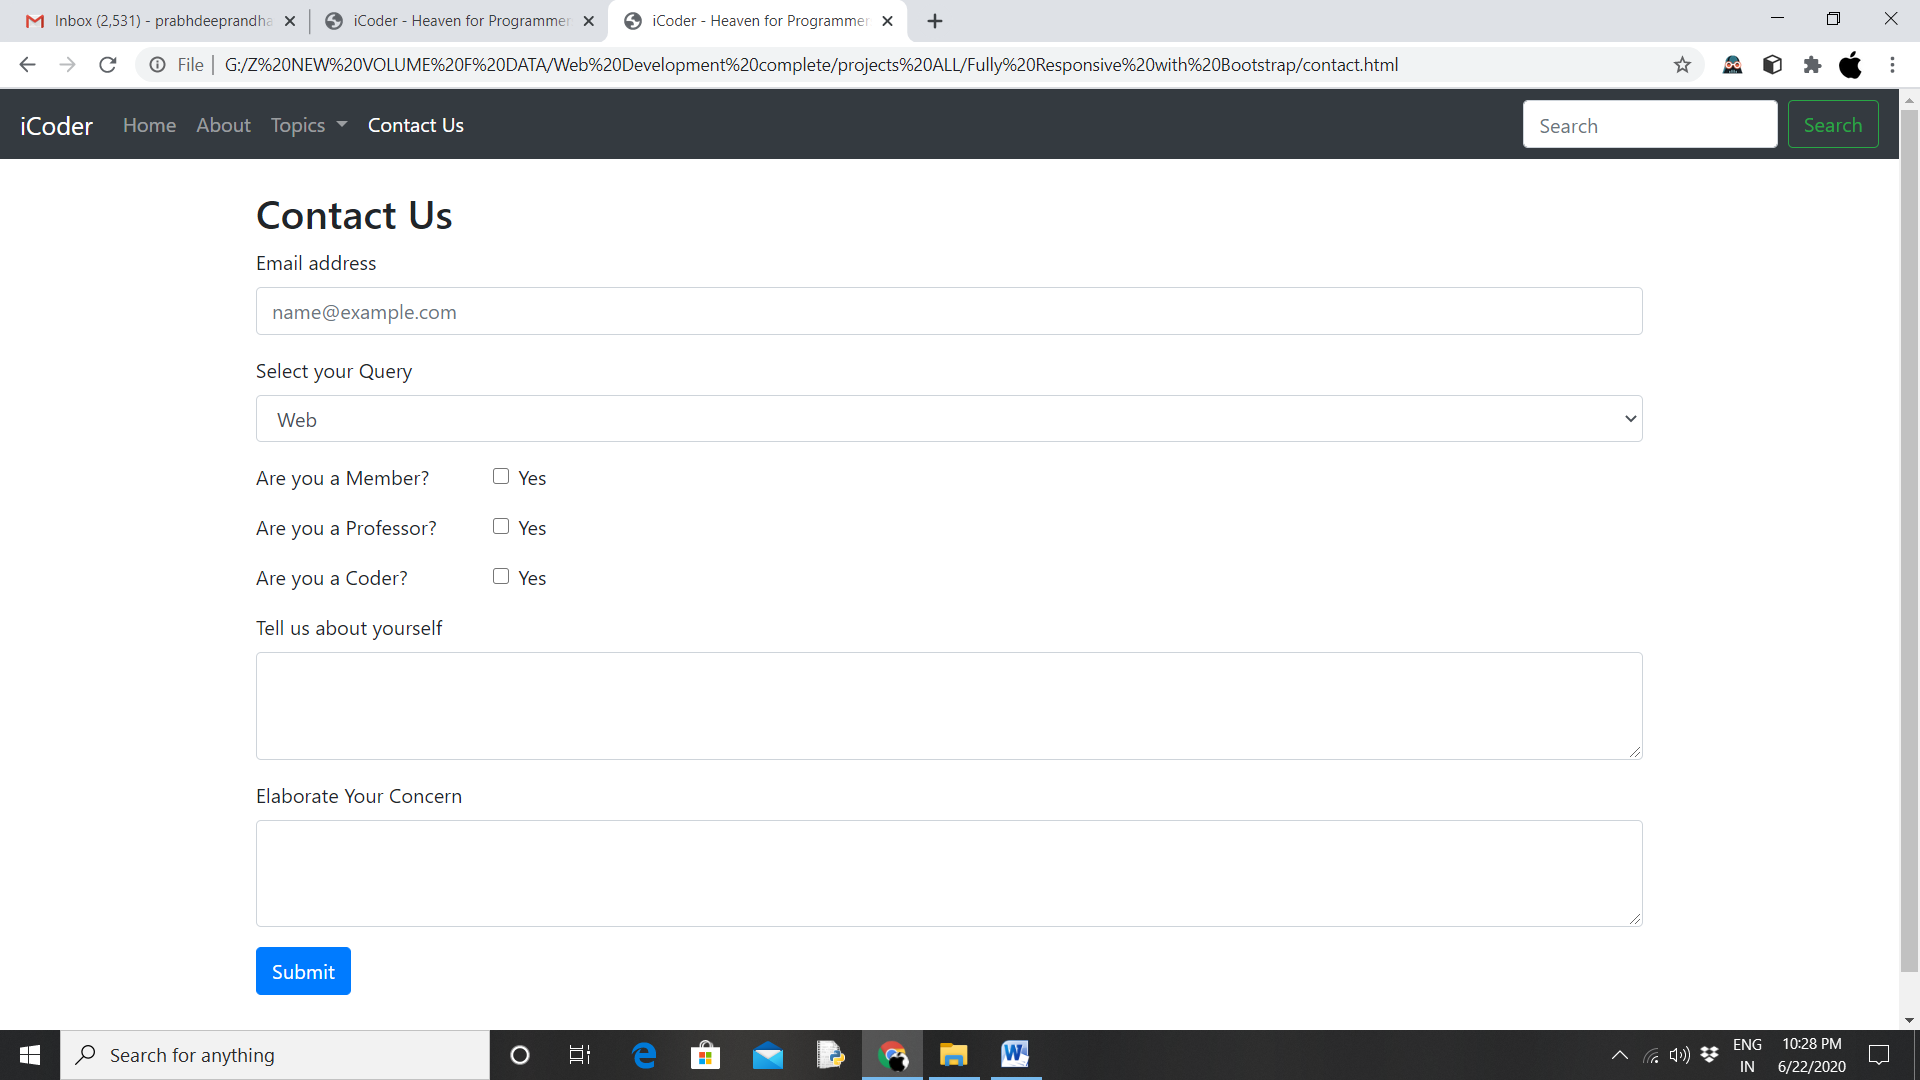 Inbox (2,531) - prabhdeeprandha
iCoder - Heaven for Programmer
iCoder - Heaven for Programmer
File G:/Z%20NEW%20VOLUME%20F%20DATA/Web%20Development%20complete/projects%20ALL/Fully%20Responsive%20with%20Bootstrap/contact.html
iCoder Home About Topics Contact Us Search Search
Contact Us
Email address
name@example.com
Select your Query
Web
Are you a Member? Yes
Are you a Professor? Yes
Are you a Coder? Yes
Tell us about yourself
Elaborate Your Concern
Submit
Search for anything
ENG
IN
10:28 PM
6/22/2020